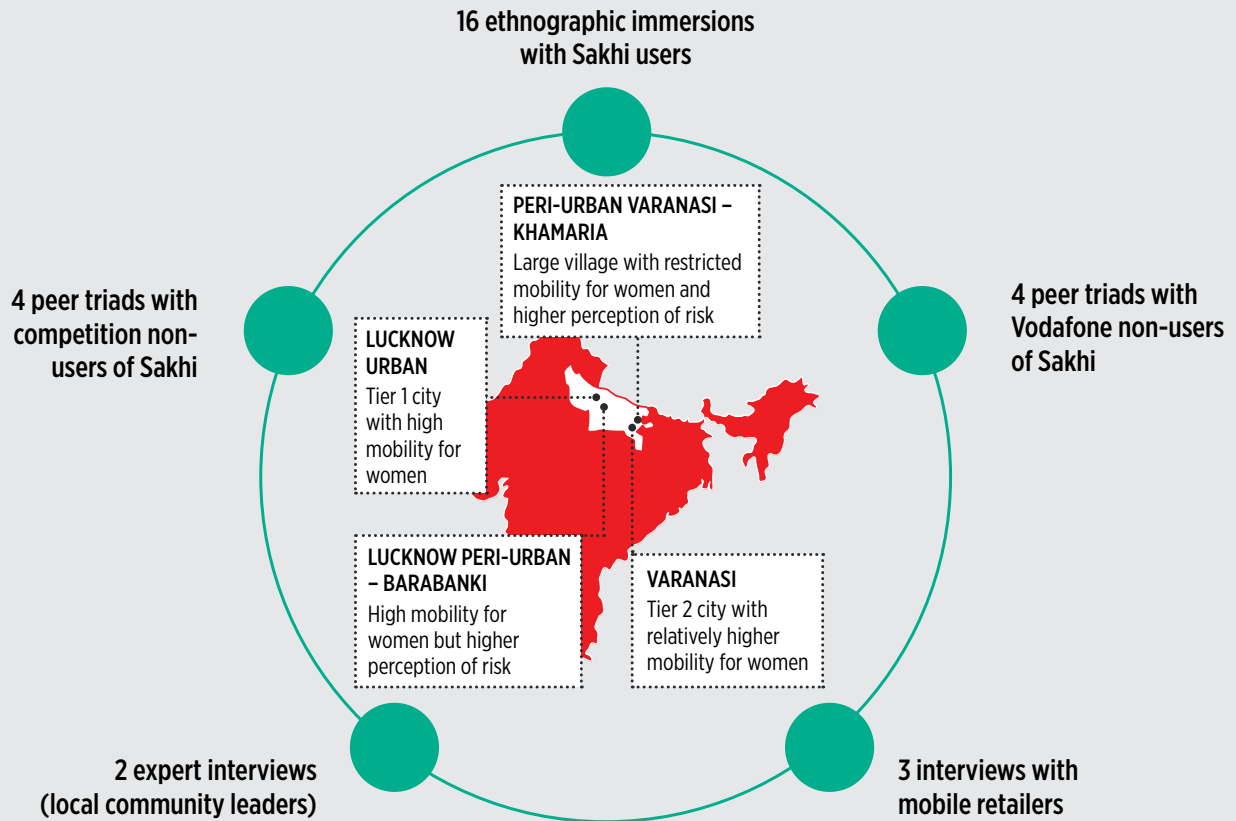 16 ethnographic immersions
with Sakhi users
4 peer triads with
competition non-
users of Sakhi
4 peer triads with
Vodafone non-users
of Sakhi
PERI-URBAN VARANASI –
KHAMARIA
Large village with restricted
mobility for women and
higher perception of risk
LUCKNOW
URBAN
Tier 1 city
with high
mobility for
women
LUCKNOW PERI-URBAN
– BARABANKI
High mobility for
women but higher
perception of risk
VARANASI
Tier 2 city with
relatively higher
mobility for women
2 expert interviews
(local community leaders)
3 interviews with
mobile retailers